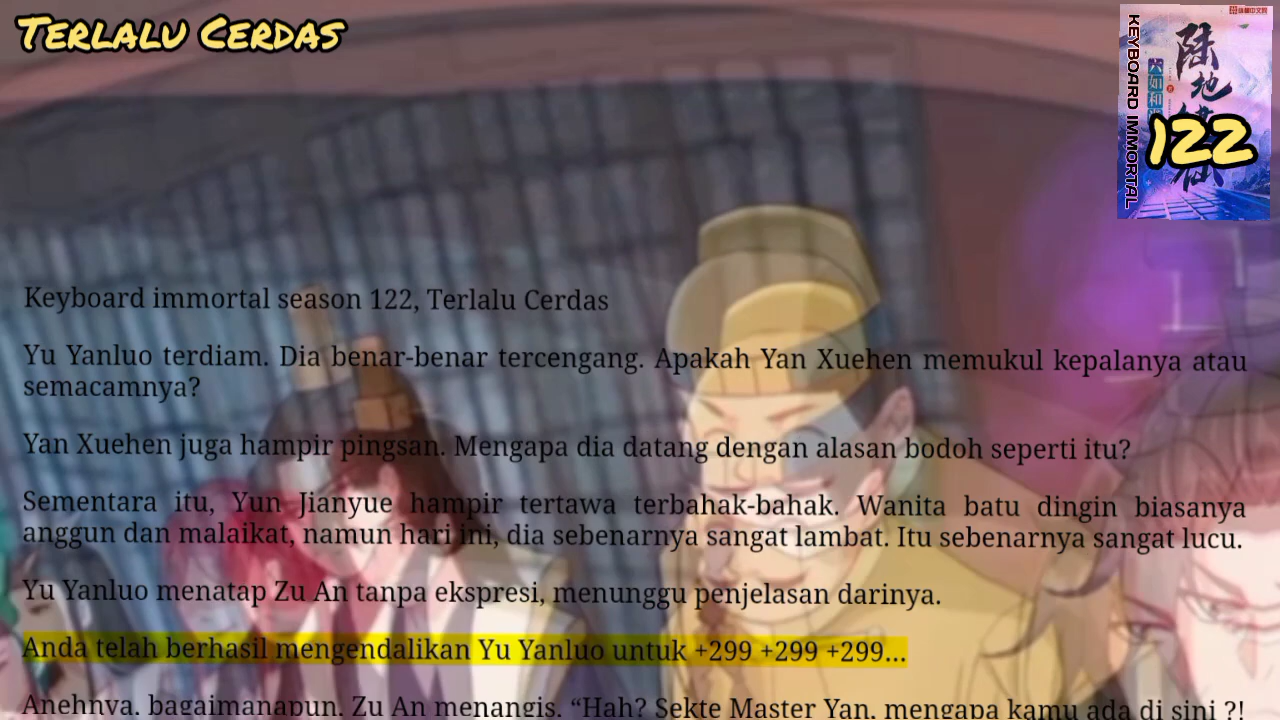 Terlalu Cerdas
KEYBOARD IMMORTAL
陆地
122
Keyboard immortal season 122, Terlalu Cerdas
Yu Yanluo terdiam. Dia benar-benar tercengang. Apakah Yan Xuehen memukul kepalanya atau
semacamnya?
Yan Xuehen juga hampir pingsan. Mengapa dia datang dengan alasan bodoh seperti itu?
Sementara itu, Yun Jianyue hampir tertawa terbahak-bahak. Wanita batu dingin biasanya
anggun dan malaikat, namun hari ini, dia sebenarnya sangat lambat. Itu sebenarnya sangat lucu.
Yu Yanluo menatap Zu An tanpa ekspresi, menunggu penjelasan darinya.
Anda telah berhasil mengendalikan Yu Yanluo untuk +299 +299 +299...
Anehnya, bagaimanapun, Zu An menangis. “Hah? Sekte Master Yan, mengapa kamu ada di sini ?!